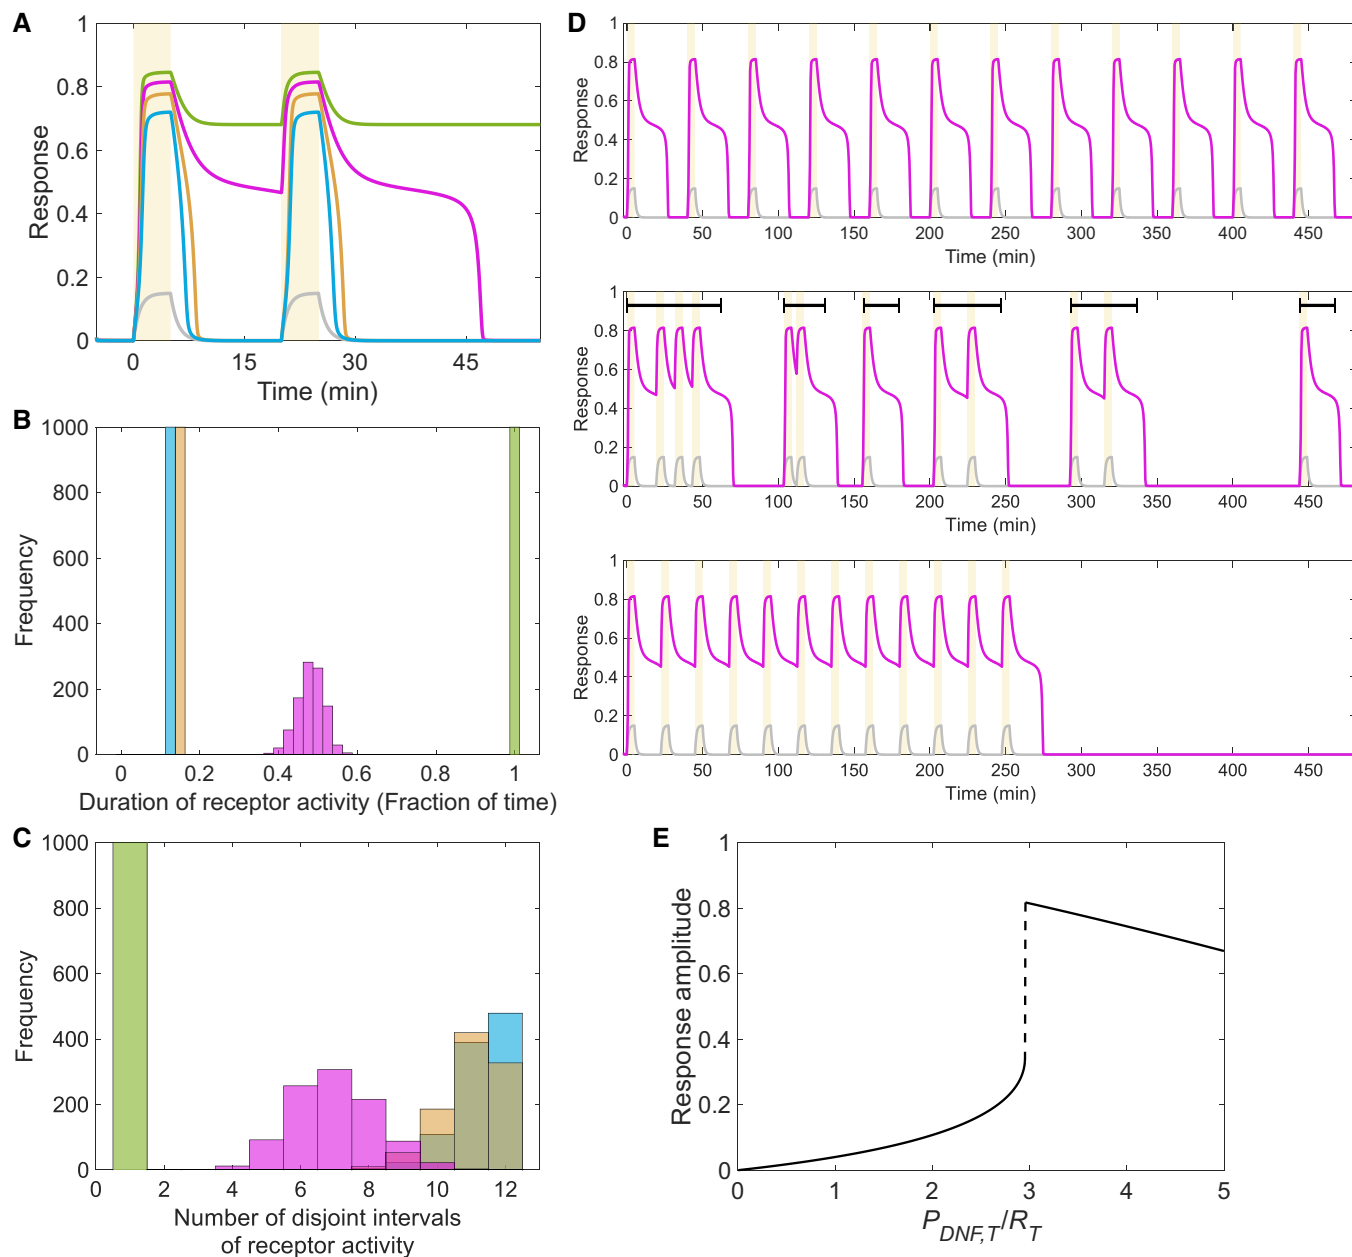 A
1
0.8
0.6
0.4
0.2
0
Response
0 15 30 45
Time (min)
B
1000
800
600
400
200
0
Frequency
0 0.2 0.4 0.6 0.8 1
Duration of receptor activity (Fraction of time)
C
1000
800
600
400
200
0
Frequency
0 2 4 6 8 10 12
Number of disjoint intervals
of receptor activity
D
1
0.8
0.6
0.4
0.2
0
Response
0 50 100 150 200 250 300 350 400 450
Time (min)
1
0.8
0.6
0.4
0.2
0
Response
0 50 100 150 200 250 300 350 400 450
Time (min)
1
0.8
0.6
0.4
0.2
0
Response
0 50 100 150 200 250 300 350 400 450
Time (min)
E
1
0.8
0.6
0.4
0.2
0
Response amplitude
0 1 2 3 4 5
P_{DNF,T}/R_T